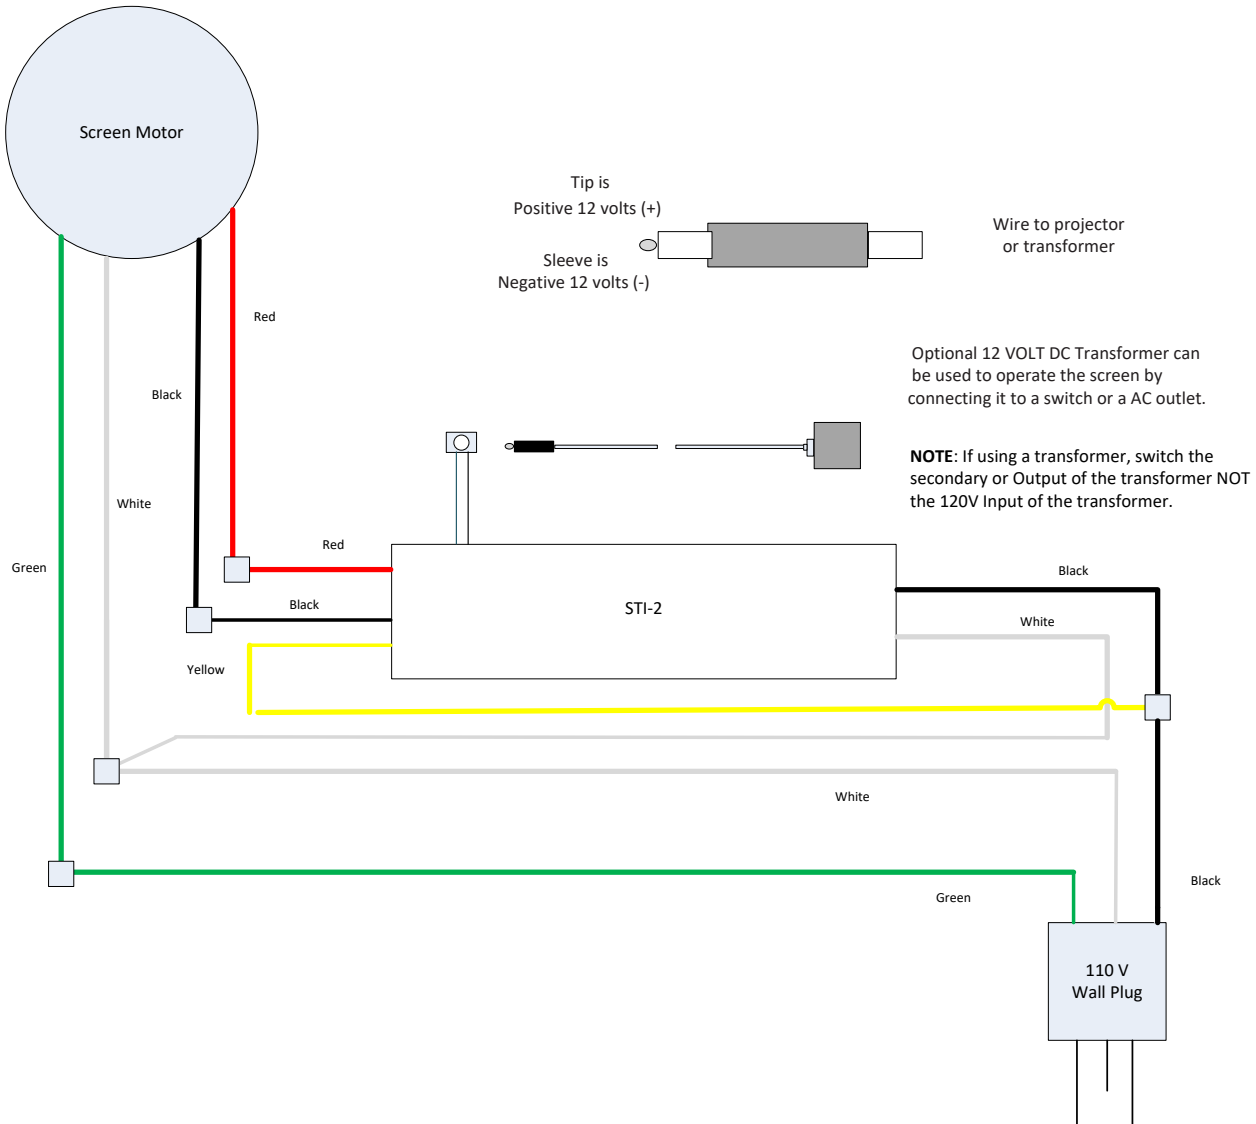 Screen Motor
Tip is
Positive 12 volts (+)
Sleeve is
Negative 12 volts (-)
Wire to projector
or transformer
Red
Optional 12 VOLT DC Transformer can
be used to operate the screen by
connecting it to a switch or a AC outlet.
Black
NOTE: If using a transformer, switch the
secondary or Output of the transformer NOT
the 120V Input of the transformer.
White
Green
Red
Black
Black
STI-2
White
Yellow
White
Black
Green
110 V
Wall Plug